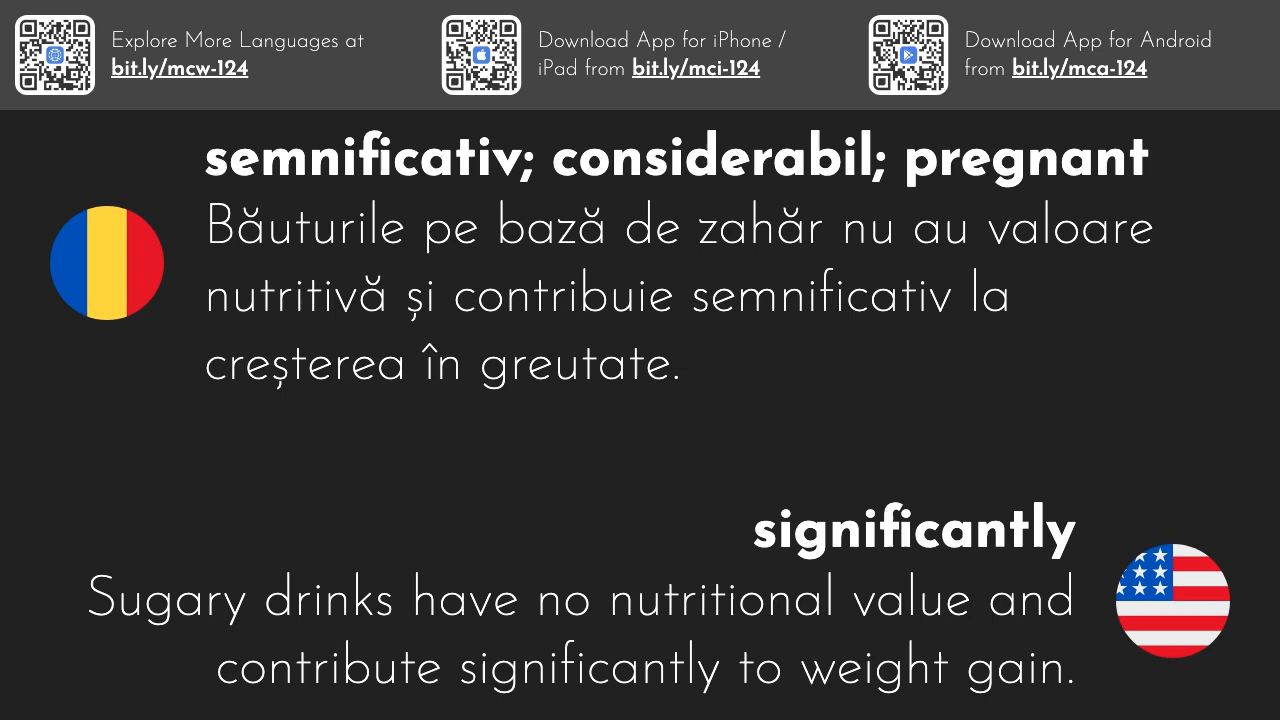 Explore More Languages at
bit.ly/mcw-124
Download App for iPhone /
iPad from bit.ly/mci-124
Download App for Android
from bit.ly/mca-124
semnificativ; considerabil; pregnant
Băuturile pe bază de zahăr nu au valoare
nutritivă și contribuie semnificativ la
creșterea în greutate.
significantly
Sugary drinks have no nutritional value and
contribute significantly to weight gain.